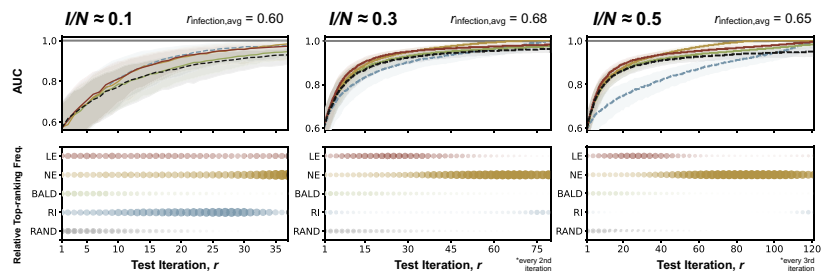 I/N ≈ 0.1
r infection,avg = 0.60
I/N ≈ 0.3
r infection,avg = 0.68
I/N ≈ 0.5
r infection,avg = 0.65
AUC
1.0
0.8
0.6
1.0
0.8
0.6
1.0
0.8
0.6
Relative Top-ranking Freq.
LE
NE
BALD
RI
RAND
LE
NE
BALD
RI
RAND
LE
NE
BALD
RI
RAND
1 5 10 15 20 25 30 35
1 15 30 45 60 75
1 20 40 60 80 100 120
Test Iteration, r
Test Iteration, r
*every 2nd
iteration
Test Iteration, r
*every 3rd
iteration